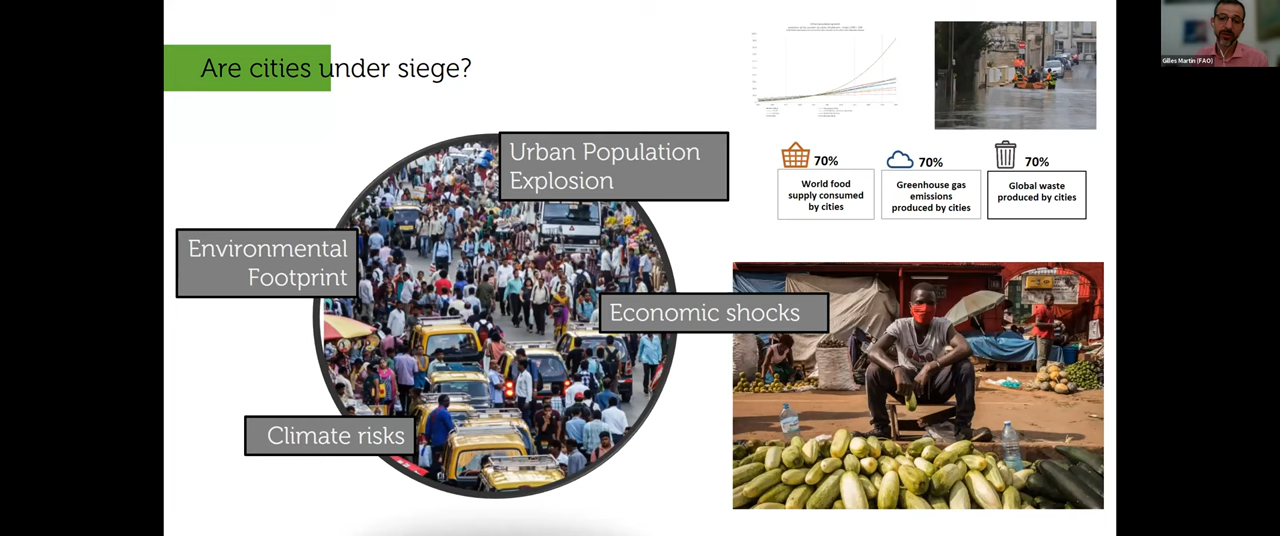 Are cities under siege?
Urban Population
Explosion
Environmental
Footprint
Economic shocks
Climate risks
70%
World food
supply consumed
by cities
70%
Greenhouse gas
emissions
produced by cities
70%
Global waste
produced by cities
Gilles Martin (FAO)